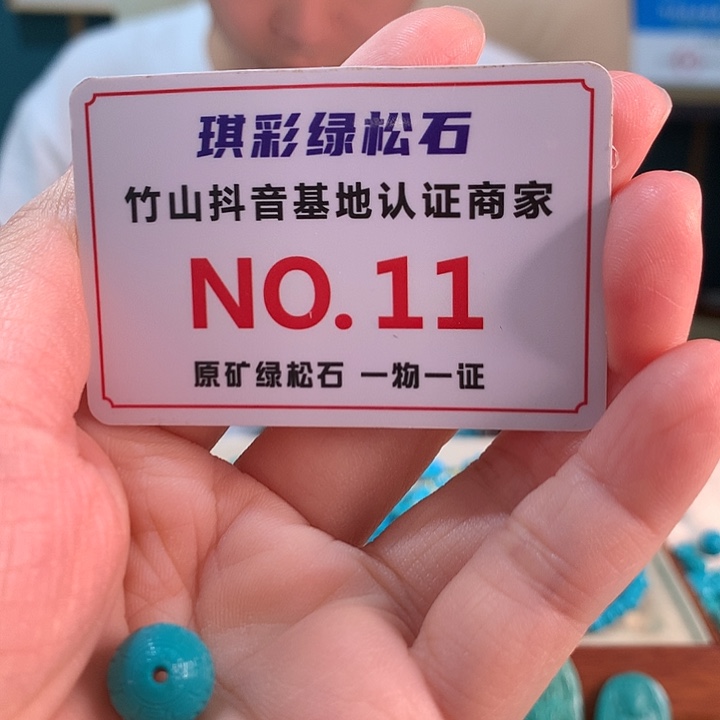 琪彩绿松石
竹山抖音基地认证商家
NO. 11
原矿绿松石 一物一证